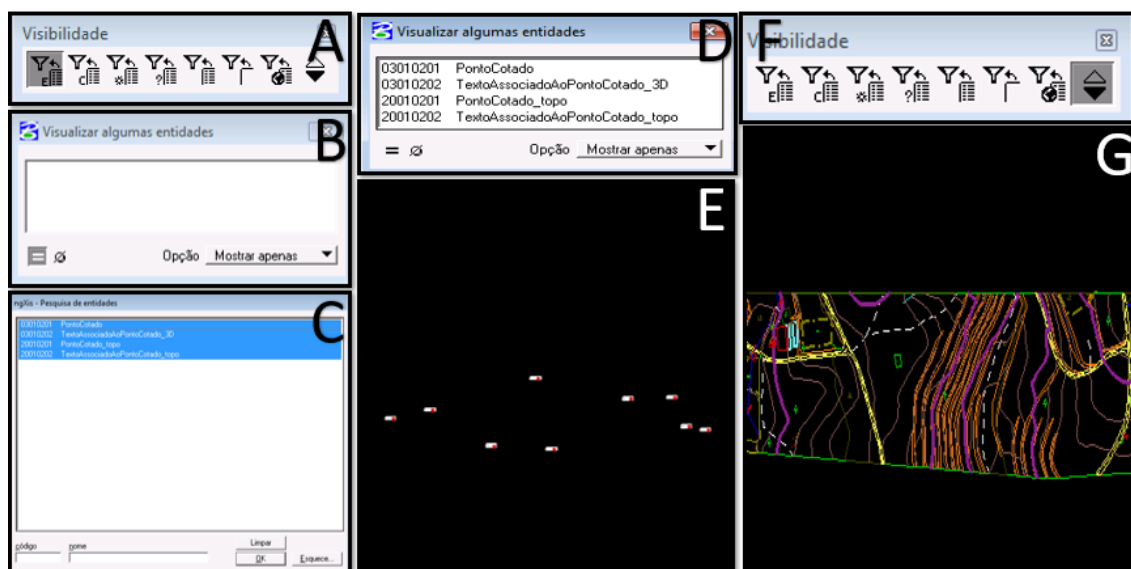 Visibilidade
A
E C ?
Visualizar algumas entidades
B
Opção Mostrar apenas
ngXis - Pesquisa de entidades
C
03010201 PontoCotado
03010202 TextoAssociadoAoPontoCotado_3D
20010201 PontoCotado_topo
20010202 TextoAssociadoAoPontoCotado_topo
código nome
Limpar
OK
Esquece...
Visualizar algumas entidades
D
03010201 PontoCotado
03010202 TextoAssociadoAoPontoCotado_3D
20010201 PontoCotado_topo
20010202 TextoAssociadoAoPontoCotado_topo
Opção Mostrar apenas
E
F
Visibilidade
E C ?
G